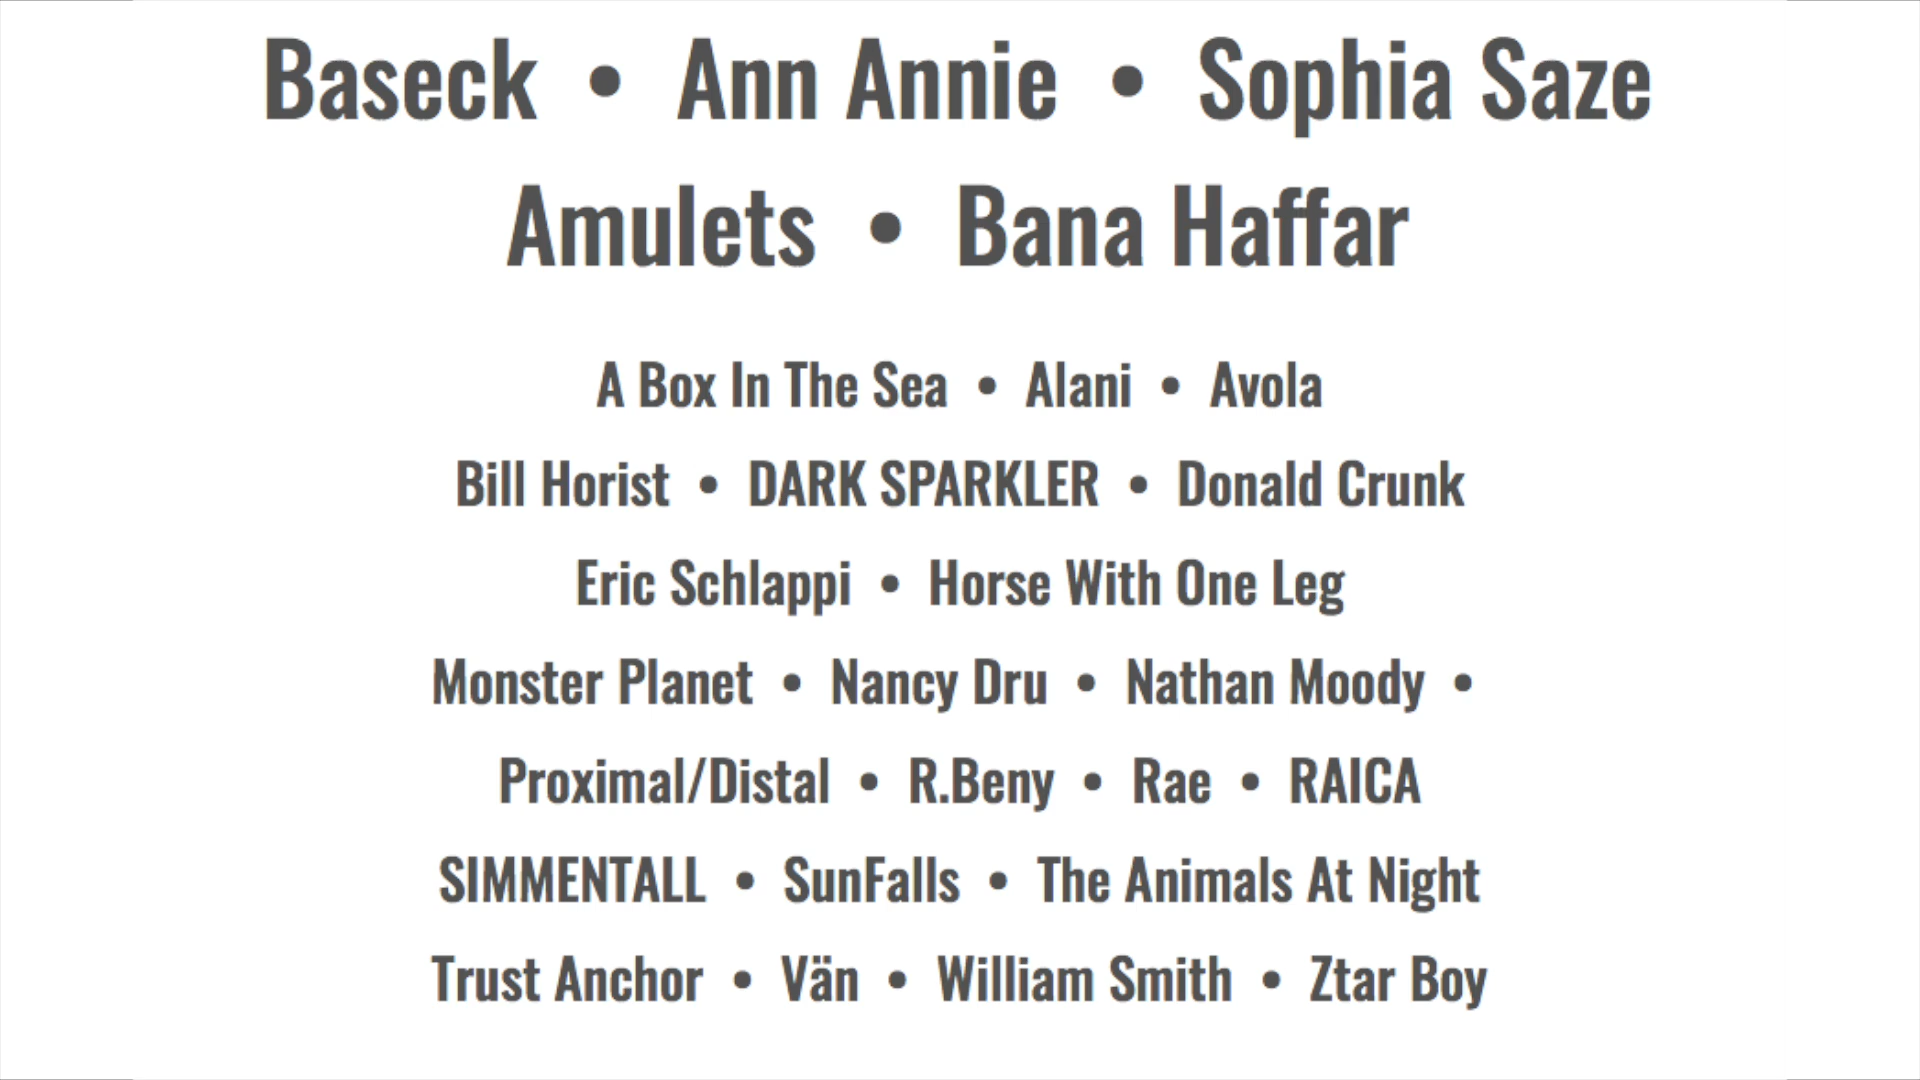 Baseck • Ann Annie • Sophia Saze
Amulets • Bana Haffar
A Box In The Sea • Alani • Avola
Bill Horist • DARK SPARKLER • Donald Crunk
Eric Schlappi • Horse With One Leg
Monster Planet • Nancy Dru • Nathan Moody •
Proximal/Distal • R.Beny • Rae • RAICA
SIMMENTALL • SunFalls • The Animals At Night
Trust Anchor • Vän • William Smith • Ztar Boy